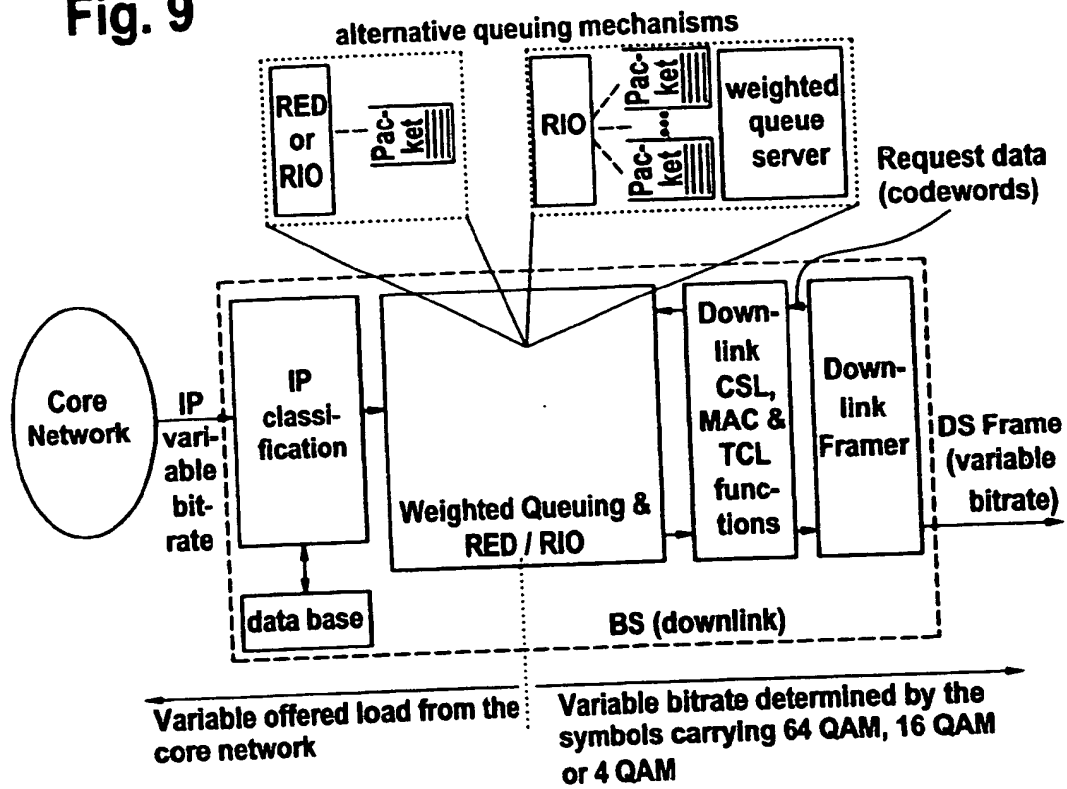 Fig. 9
alternative queuing mechanisms
RED
or
RIO
Pac-
ket
RIO
Pac-
ket
Pac-
ket
weighted
queue
server
Request data
(codewords)
Core
Network
IP
vari-
able
bit-
rate
IP
classi-
fication
data base
Weighted Queuing &
RED / RIO
Down-
link
CSL,
MAC &
TCL
func-
tions
Down-
link
Framer
DS Frame
(variable
bitrate)
BS (downlink)
Variable offered load from the
core network
Variable bitrate determined by the
symbols carrying 64 QAM, 16 QAM
or 4 QAM